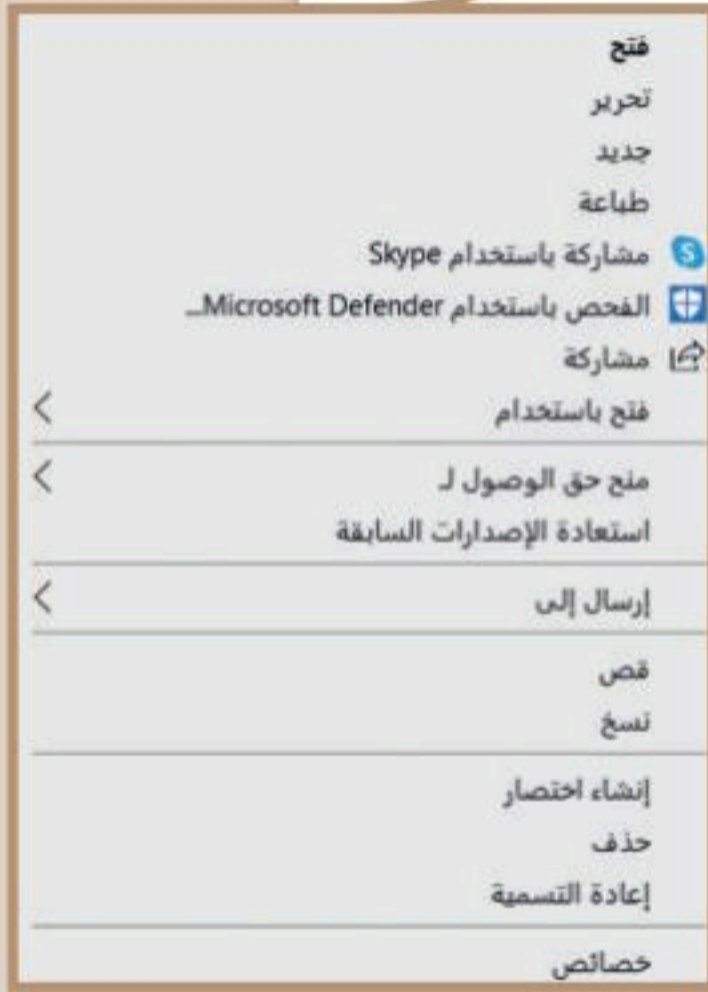 فتح
تحرير
جديد
طباعة
مشاركة باستخدام Skype
الفحص باستخدام Microsoft Defender...
مشاركة
فتح باستخدام
منح حق الوصول لـ
استعادة الإصدارات السابقة
إرسال إلى
قص
نسخ
إنشاء اختصار
حذف
إعادة التسمية
خصائص